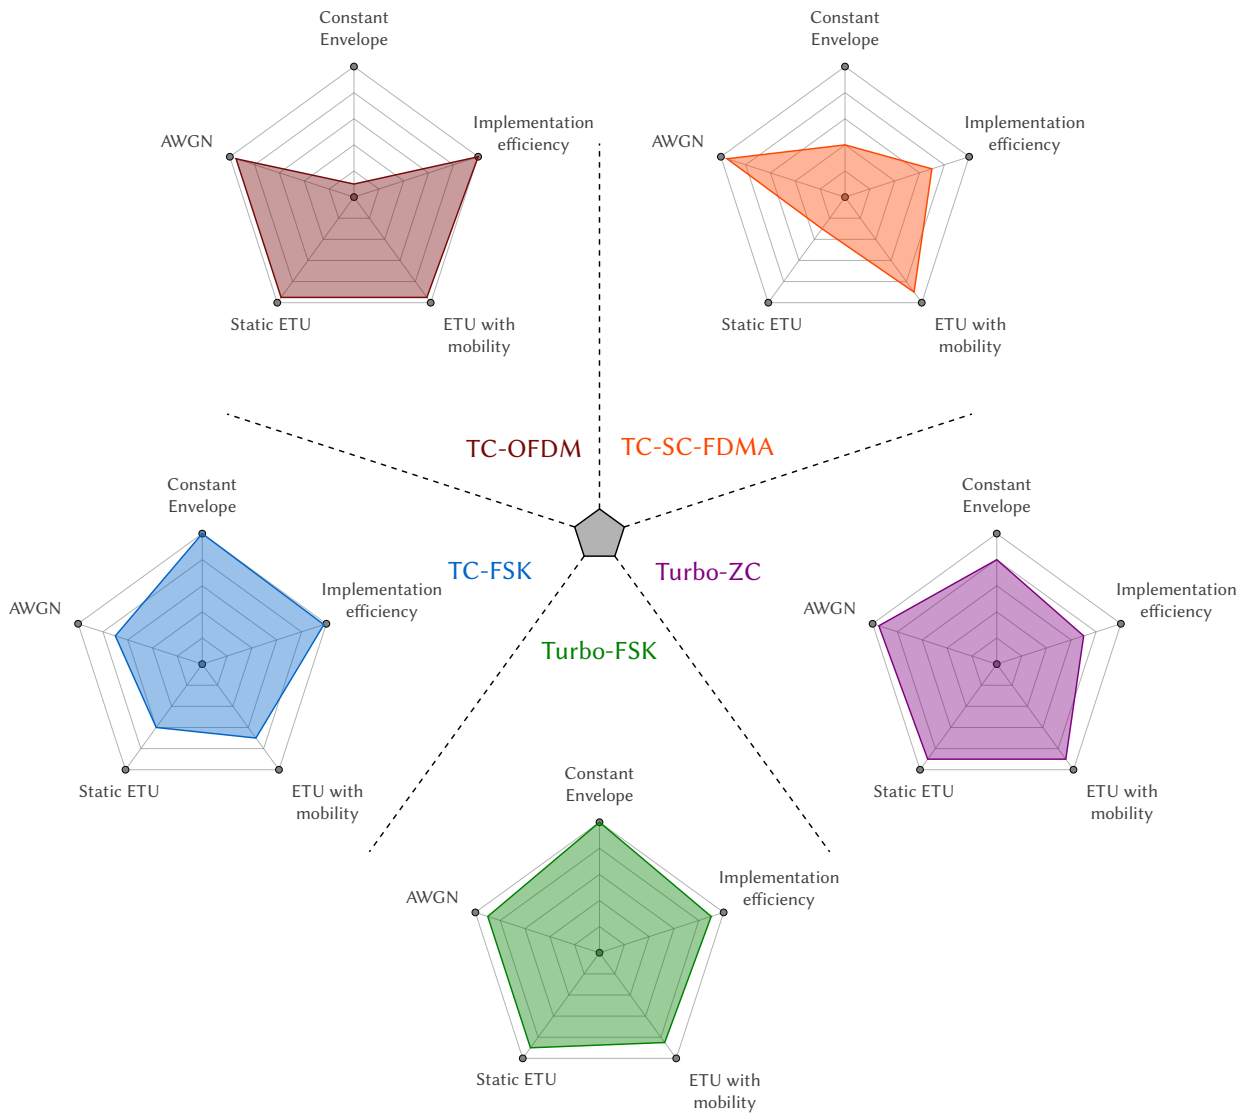 Constant
Envelope
Implementation
efficiency
AWGN
Static ETU
ETU with
mobility
Constant
Envelope
Implementation
efficiency
AWGN
Static ETU
ETU with
mobility
TC-OFDM
TC-SC-FDMA
Constant
Envelope
Implementation
efficiency
AWGN
Static ETU
ETU with
mobility
TC-FSK
Turbo-ZC
Constant
Envelope
Implementation
efficiency
AWGN
Static ETU
ETU with
mobility
Turbo-FSK
Constant
Envelope
Implementation
efficiency
AWGN
Static ETU
ETU with
mobility